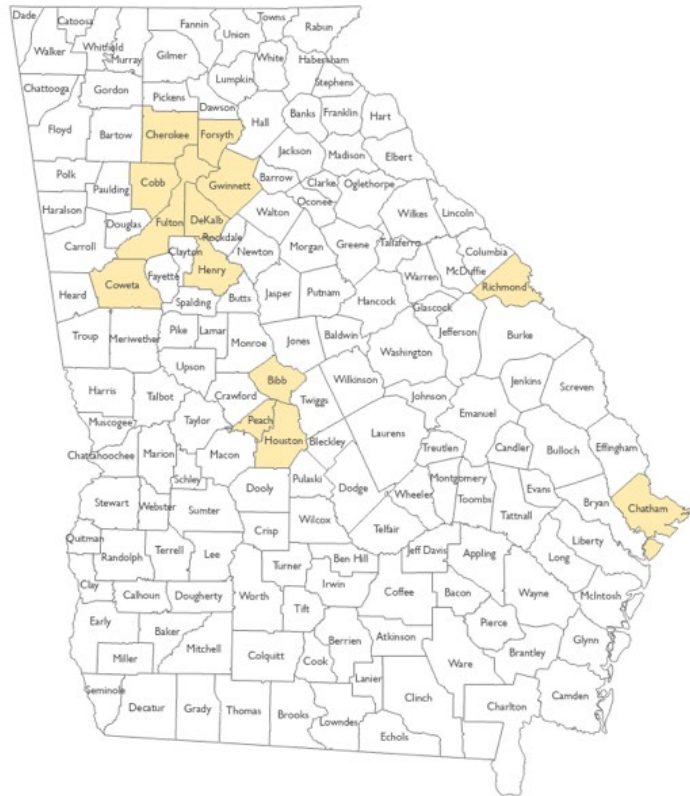 Dade
Catoosa
Fannin
Towns
Rabun
Union
Walker
Whitfield
Murray
Gilmer
White
Habersham
Lumpkin
Stephens
Chattooga
Gordon
Pickens
Dawson
Hall
Banks
Franklin
Hart
Floyd
Bartow
Cherokee
Forsyth
Jackson
Madison
Elbert
Polk
Paulding
Cobb
Gwinnett
Barrow
Clarke
Oglethorpe
Oconee
Haralson
Douglas
Fulton
DeKalb
Walton
Wilkes
Lincoln
Rockdale
Carroll
Clayton
Newton
Morgan
Greene
Taliaferro
Columbia
McDuffie
Heard
Coweta
Fayette
Henry
Warren
Richmond
Spalding
Butts
Jasper
Putnam
Hancock
Glascock
Troup
Meriwether
Pike
Lamar
Monroe
Jones
Baldwin
Jefferson
Burke
Washington
Upson
Bibb
Wilkinson
Jenkins
Screven
Harris
Talbot
Crawford
Twiggs
Johnson
Emanuel
Muscogee
Taylor
Peach
Houston
Bleckley
Laurens
Treutlen
Candler
Bulloch
Effingham
Chattahoochee
Marion
Macon
Schley
Dooly
Pulaski
Dodge
Wheeler
Montgomery
Toombs
Evans
Bryan
Chatham
Stewart
Webster
Sumter
Tattnall
Crisp
Wilcox
Telfair
Liberty
Quitman
Randolph
Terrell
Lee
Turner
Ben Hill
Jeff Davis
Appling
Long
Clay
Calhoun
Dougherty
Worth
Irwin
Coffee
Bacon
Wayne
McIntosh
Tift
Early
Baker
Mitchell
Berrien
Atkinson
Pierce
Brantley
Glynn
Miller
Colquitt
Cook
Lanier
Ware
Seminole
Decatur
Grady
Thomas
Brooks
Lowndes
Clinch
Charlton
Camden
Echols